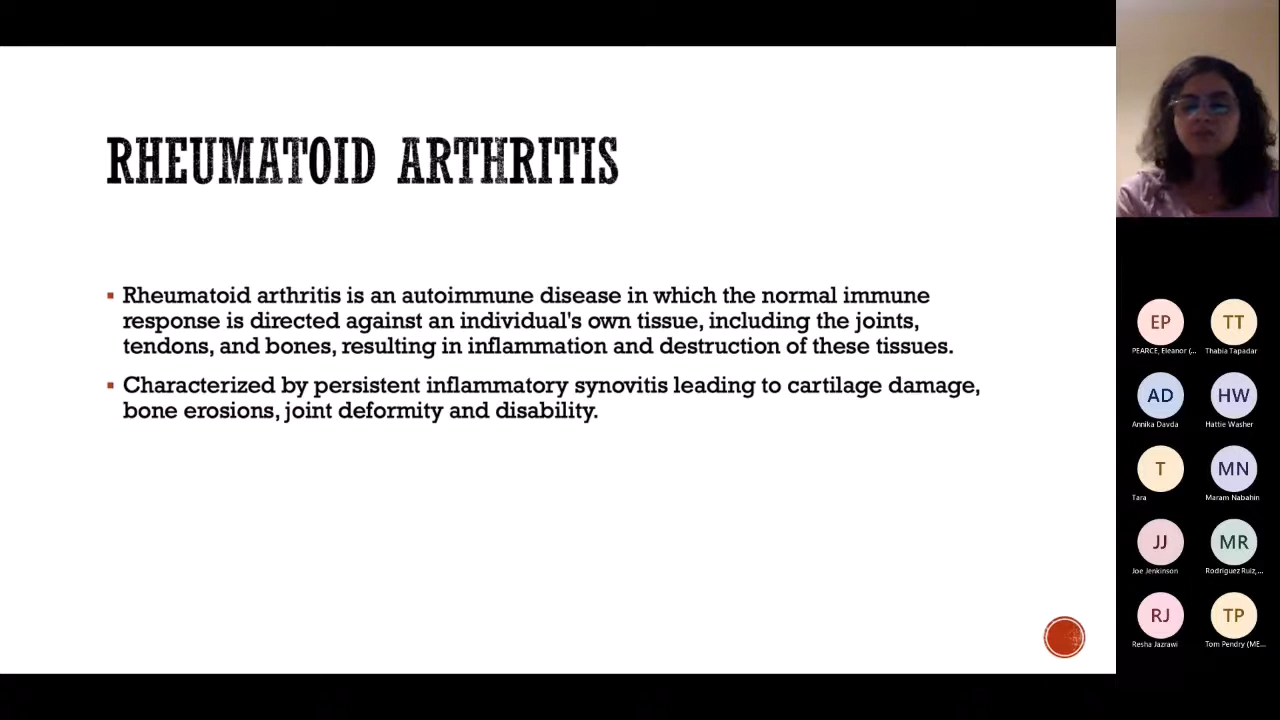 RHEUMATOID ARTHRITIS
Rheumatoid arthritis is an autoimmune disease in which the normal immune
response is directed against an individual's own tissue, including the joints,
tendons, and bones, resulting in inflammation and destruction of these tissues.
Characterized by persistent inflammatory synovitis leading to cartilage damage,
bone erosions, joint deformity and disability.
EP
TT
PEARCE, Eleanor (...
Thabia Tapadar
AD
HW
Annika Davda
Hattie Washer
T
MN
Tara
Maram Nabahin
JJ
MR
Joe Jenkinson
Rodriguez Ruiz,...
RJ
TP
Resha Jazrawi
Tom Pendry (ME...